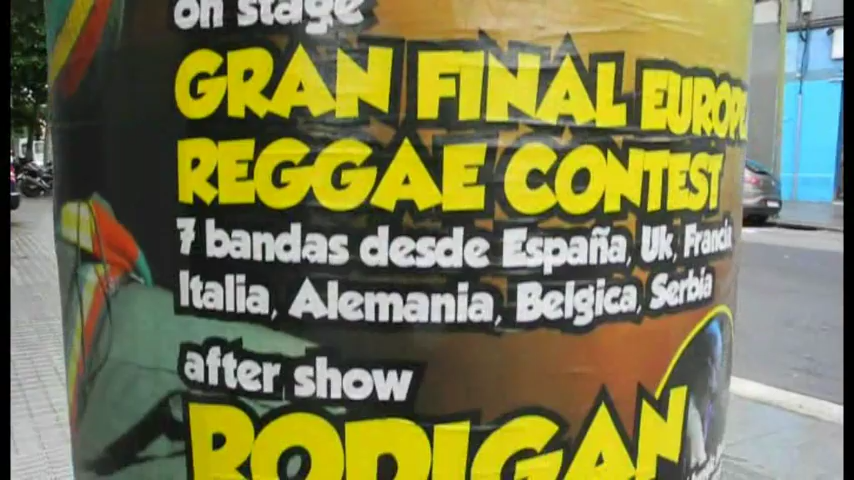 on stage
GRAN FINAL EUROPE
REGGAE CONTEST
7 bandas desde España, Uk, Francia
Italia, Alemania, Belgica, Serbia
after show
RODIGAN